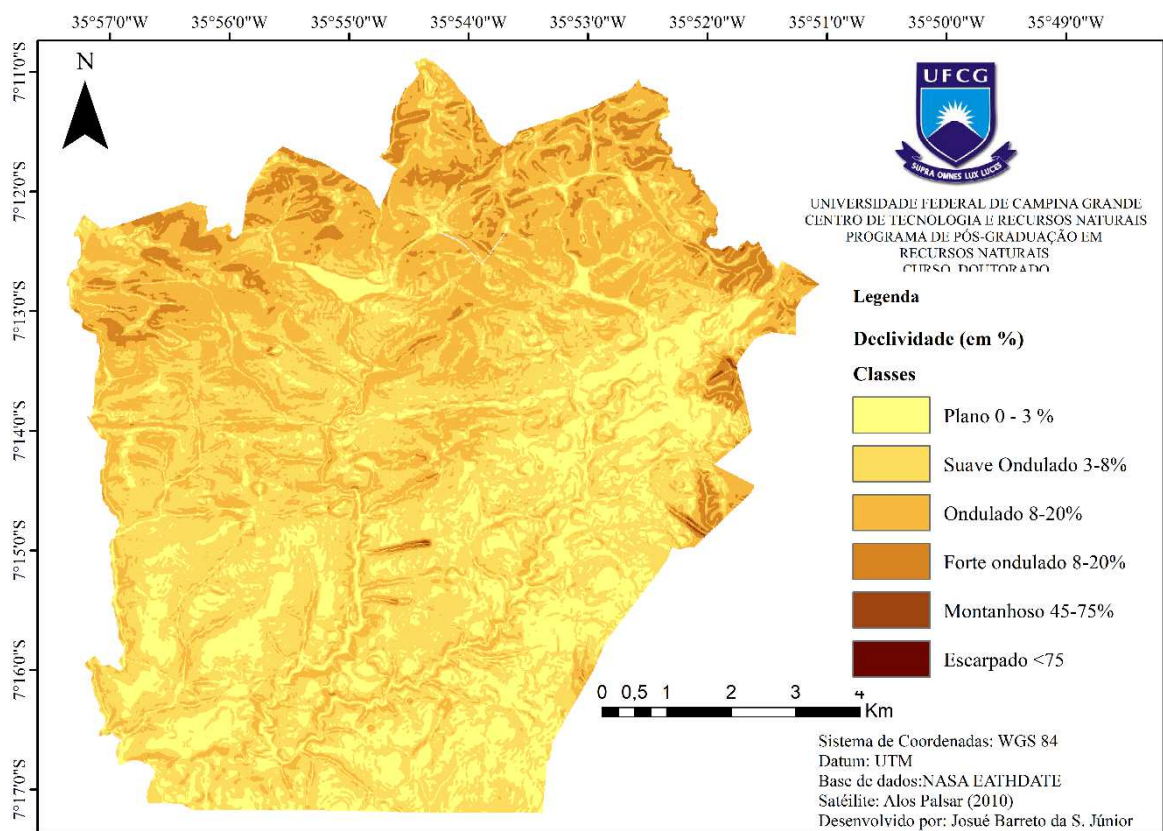 35°57'0"W 35°56'0"W 35°55'0"W 35°54'0"W 35°53'0"W 35°52'0"W 35°51'0"W 35°50'0"W 35°49'0"W
N
7°11'0"S
7°12'0"S
7°13'0"S
7°14'0"S
7°15'0"S
7°16'0"S
7°17'0"S
UFCG
SUPRA OMNES LUX LUCES
UNIVERSIDADE FEDERAL DE CAMPINA GRANDE
CENTRO DE TECNOLOGIA E RECURSOS NATURAIS
PROGRAMA DE PÓS-GRADUAÇÃO EM
RECURSOS NATURAIS
CURSO DOUTORADO
Legenda
Declividade (em %)
Classes
Plano 0 - 3 %
Suave Ondulado 3-8%
Ondulado 8-20%
Forte ondulado 8-20%
Montanhoso 45-75%
Escarpado <75
0 0,5 1 2 3 4
Km
Sistema de Coordenadas: WGS 84
Datum: UTM
Base de dados:NASA EATHDATE
Satéilite: Alos Palsar (2010)
Desenvolvido por: Josué Barreto da S. Júnior